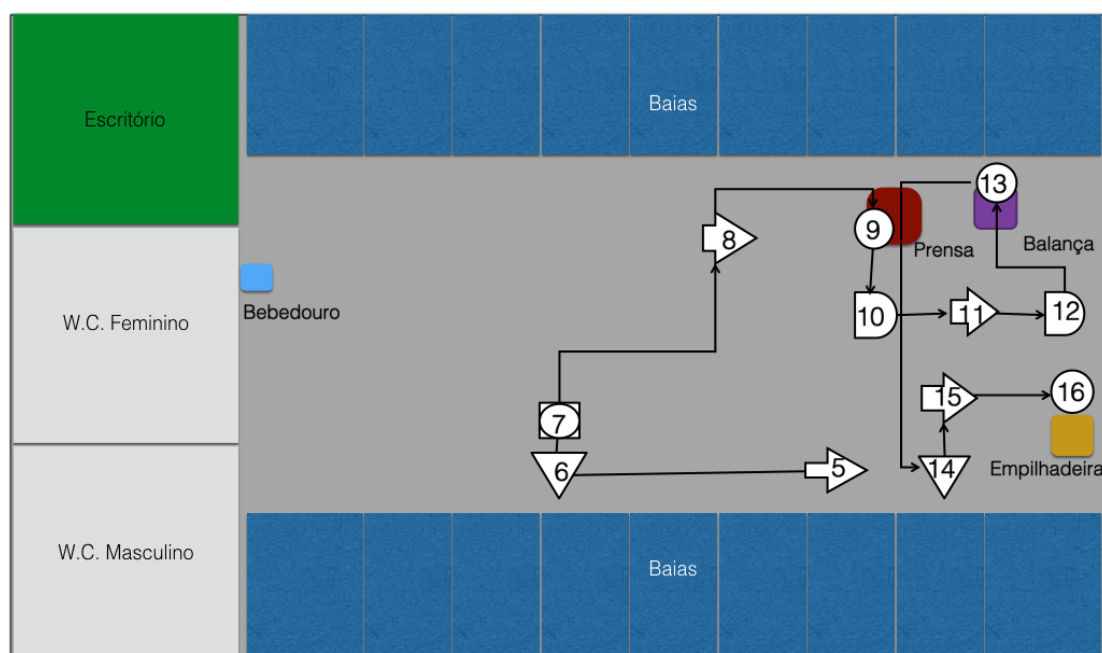 Baias
Escritório
13
8
9
Prensa
Balança
Bebedouro
W.C. Feminino
10
11
12
15
16
7
6
5
14
Empilhadeira
W.C. Masculino
Baias